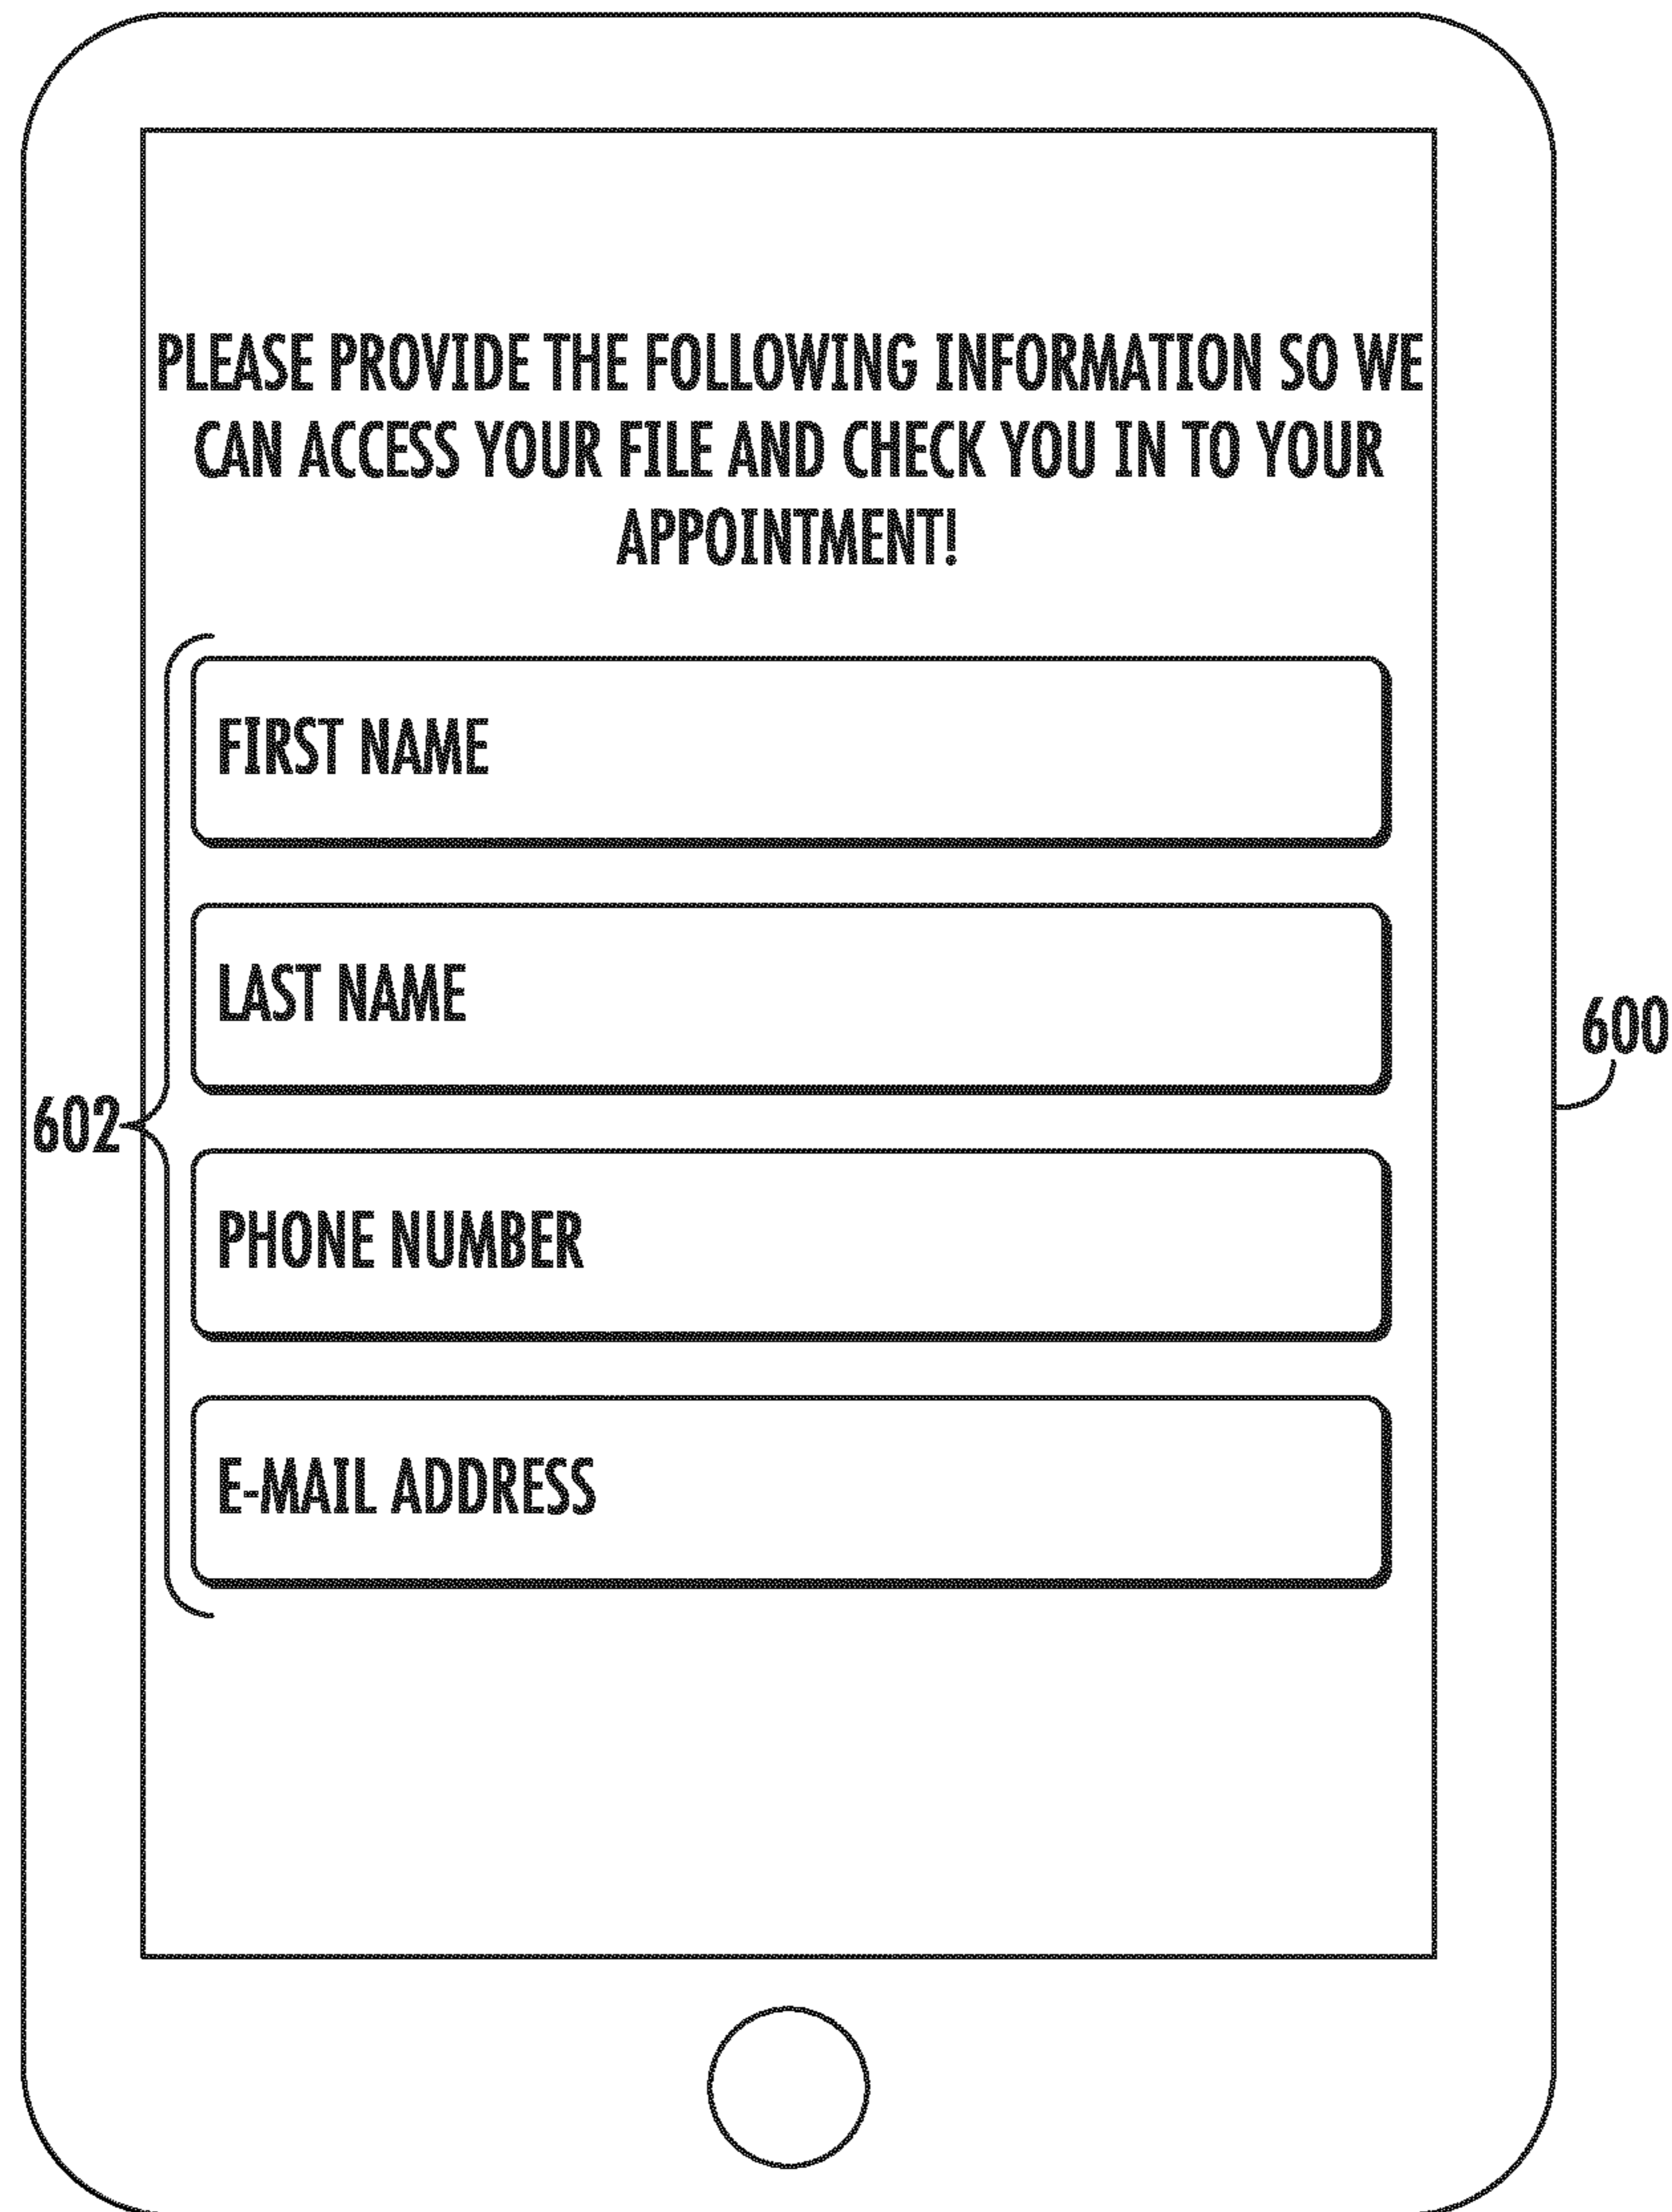 PLEASE PROVIDE THE FOLLOWING INFORMATION SO WE
CAN ACCESS YOUR FILE AND CHECK YOU IN TO YOUR
APPOINTMENT!
FIRST NAME
LAST NAME
600
602
PHONE NUMBER
E-MAIL ADDRESS